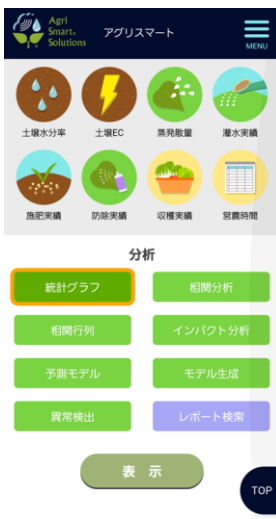 Agri
Smart+
Solutions
アグリスマート
MENU
土壌水分率 土壌EC 蒸発散量 灌水実績
施肥実績 防除実績 収穫実績 営農時間
分析
統計グラフ 相関分析
相関行列 インパクト分析
予測モデル モデル生成
異常検出 レポート検索
表 示
TOP